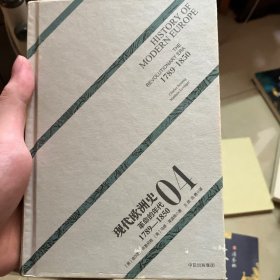 HISTORY OF
MODERN EUROPE
THE
REVOLUTIONARY ERA
1789-1850
现代欧洲史
04
革命的时代
1789—1850
中信出版集团